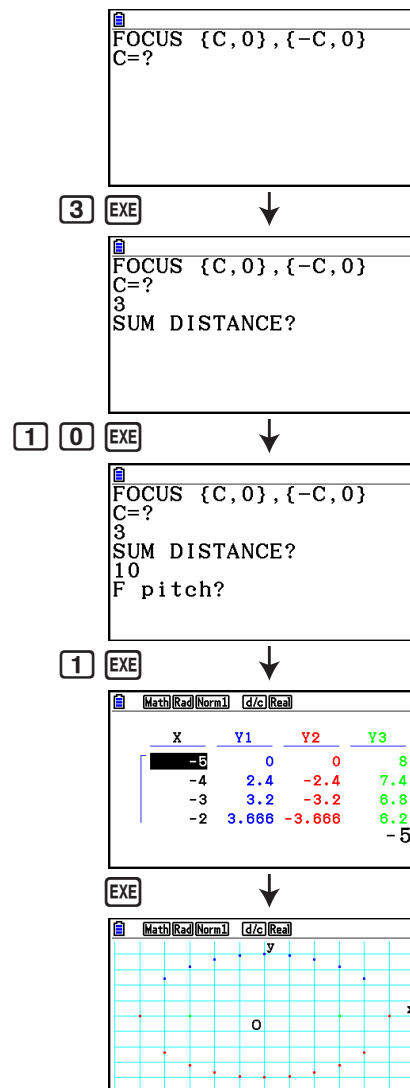 FOCUS {C,0},{-C,0}
C=?
3 EXE
FOCUS {C,0},{-C,0}
C=?
3
SUM DISTANCE?
1 0 EXE
FOCUS {C,0},{-C,0}
C=?
3
SUM DISTANCE?
10
F pitch?
1 EXE
Math Rad Norm1 d/c Real
X Y1 Y2 Y3
-5 0 0 8
-4 2.4 -2.4 7.4
-3 3.2 -3.2 6.8
-2 3.666 -3.666 6.2
-5
EXE
Math Rad Norm1 d/c Real
y
x
O